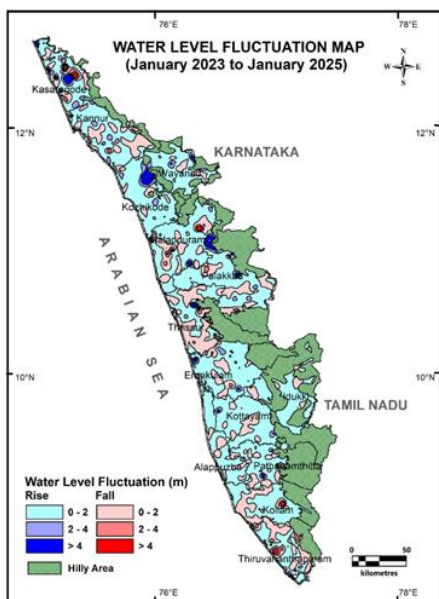 76°E
78°E
WATER LEVEL FLUCTUATION MAP
(January 2023 to January 2025)
N
W E
S
Kasaragode
Kannur
12°N
12°N
KARNATAKA
Wayanad
Kozhikode
Malappuram
Palakkad
ARABIAN SEA
Thrissur
10°N
10°N
Ernakulam
Idukki
TAMIL NADU
Kottayam
Alappuzha
Pathanamthitta
Water Level Fluctuation (m)
Rise Fall
0 - 2 0 - 2
2 - 4 2 - 4
> 4 > 4
Hilly Area
Kollam
Thiruvananthapuram
0 50
kilometres
76°E
78°E